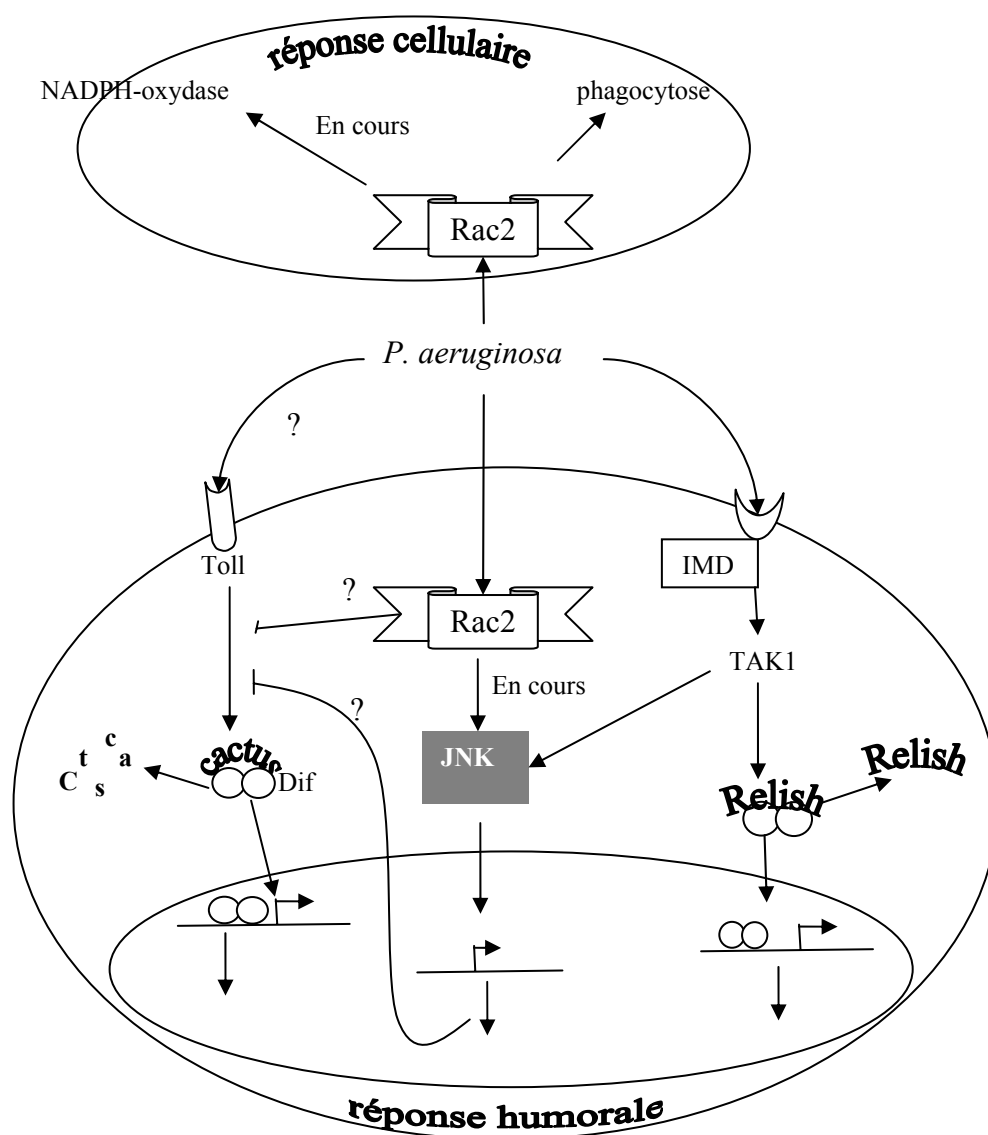 réponse cellulaire
NADPH-oxydase
phagocytose
En cours
Rac2
P. aeruginosa
?
Toll
IMD
?
Rac2
TAK1
En cours
?
cactus
C t s c a
Dif
JNK
Relish
Relish
réponse humorale